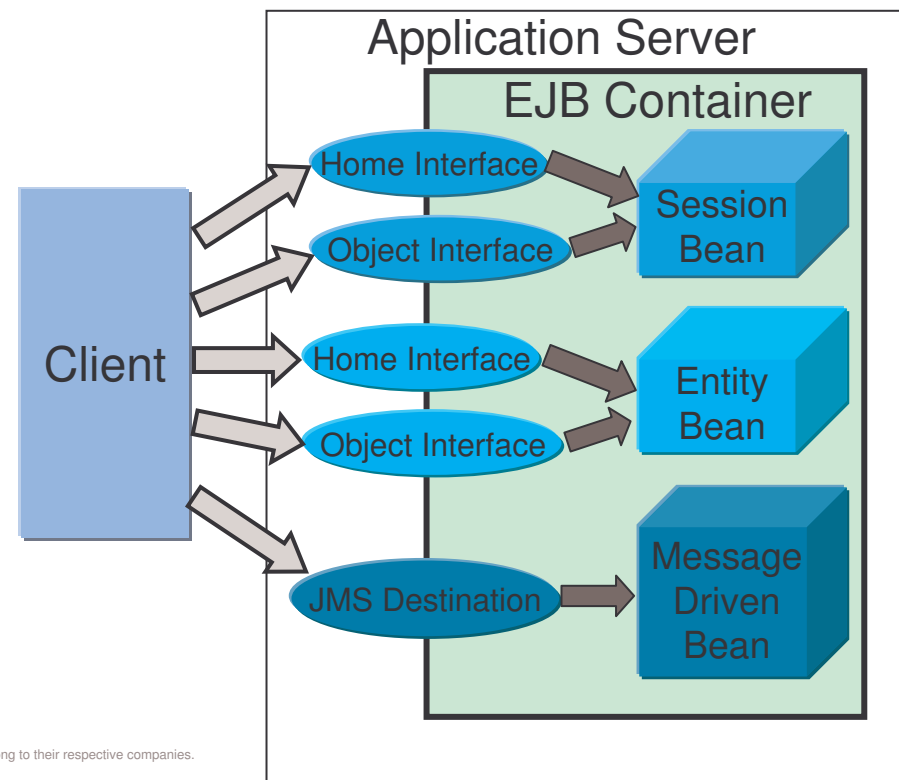 Application Server
EJB Container
Home Interface
Session
Bean
Object Interface
Client
Home Interface
Entity
Bean
Object Interface
JMS Destination
Message
Driven
Bean
to their respective companies.